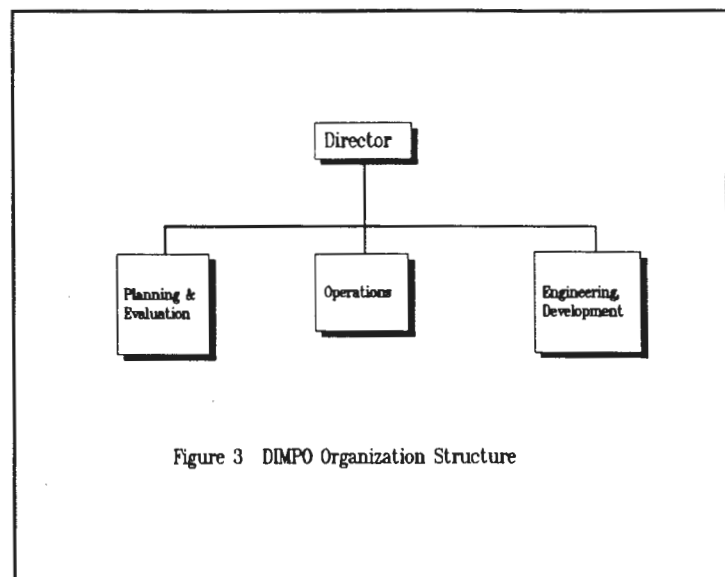 Director
Planning &
Evaluation
Operations
Engineering,
Development
Figure 3 DIMPO Organization Structure